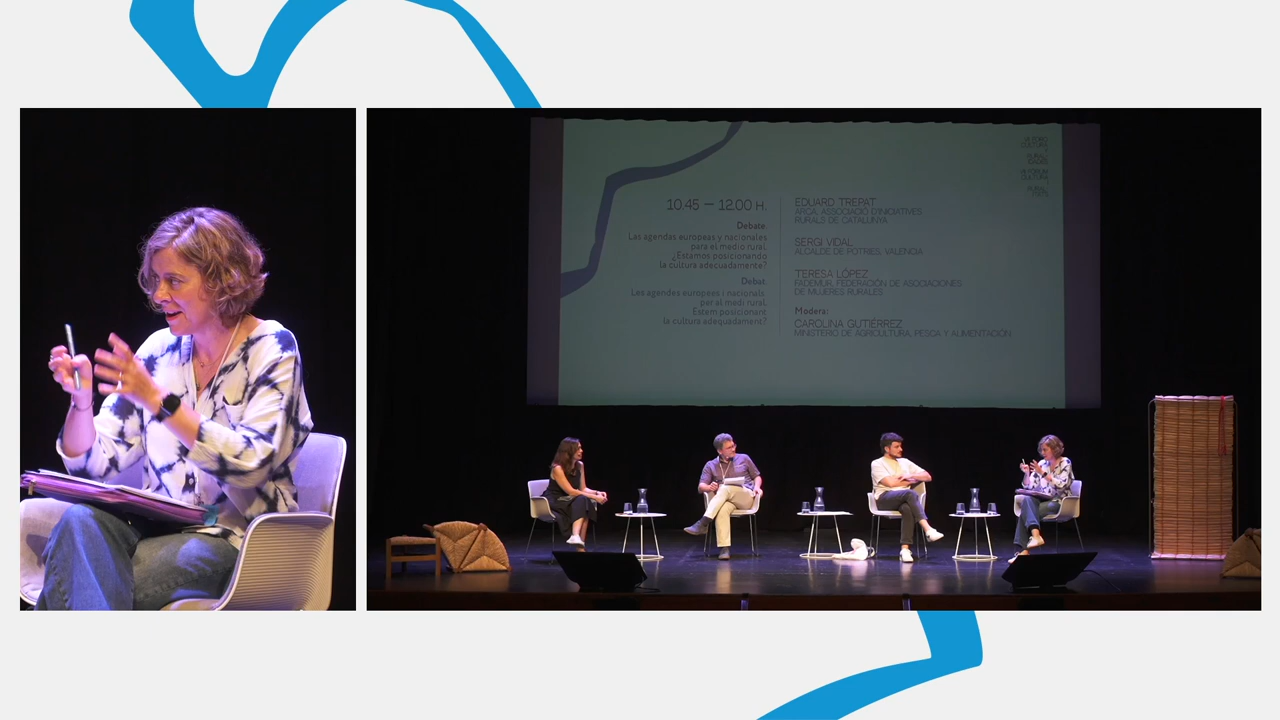 10.45 — 12.00 H.
Debate.
Las agendas europeas y nacionales
para el medio rural.
¿Estamos posicionando
la cultura adecuadamente?
Debat.
Les agendes europees i nacionals
per al medi rural.
Estem posicionant
la cultura adequadament?
EDUARD TREPAT
ARCA, ASSOCIACIÓ D'INICIATIVES
RURALS DE CATALUNYA
SERGI VIDAL
ALCALDE DE POTRIES, VALENCIA
TERESA LÓPEZ
FADEMUR, FEDERACIÓN DE ASOCIACIONES
DE MUJERES RURALES
Modera:
CAROLINA GUTIÉRREZ
MINISTERIO DE AGRICULTURA, PESCA Y ALIMENTACIÓN